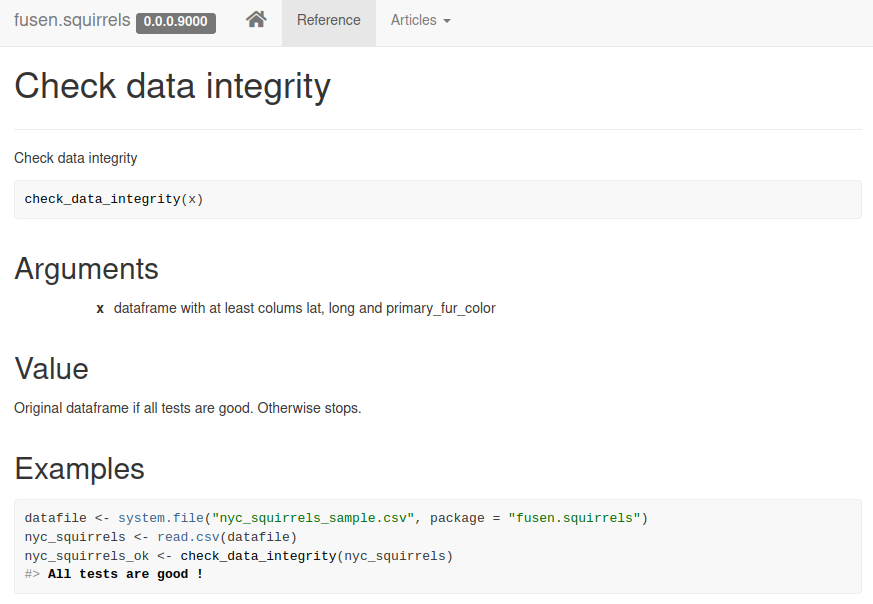 fusen.squirrels 0.0.0.9000 Reference Articles
Check data integrity
Check data integrity
check_data_integrity(x)
Arguments
x dataframe with at least colums lat, long and primary_fur_color
Value
Original dataframe if all tests are good. Otherwise stops.
Examples
datafile <- system.file("nyc_squirrels_sample.csv", package = "fusen.squirrels")
nyc_squirrels <- read.csv(datafile)
nyc_squirrels_ok <- check_data_integrity(nyc_squirrels)
#> All tests are good !